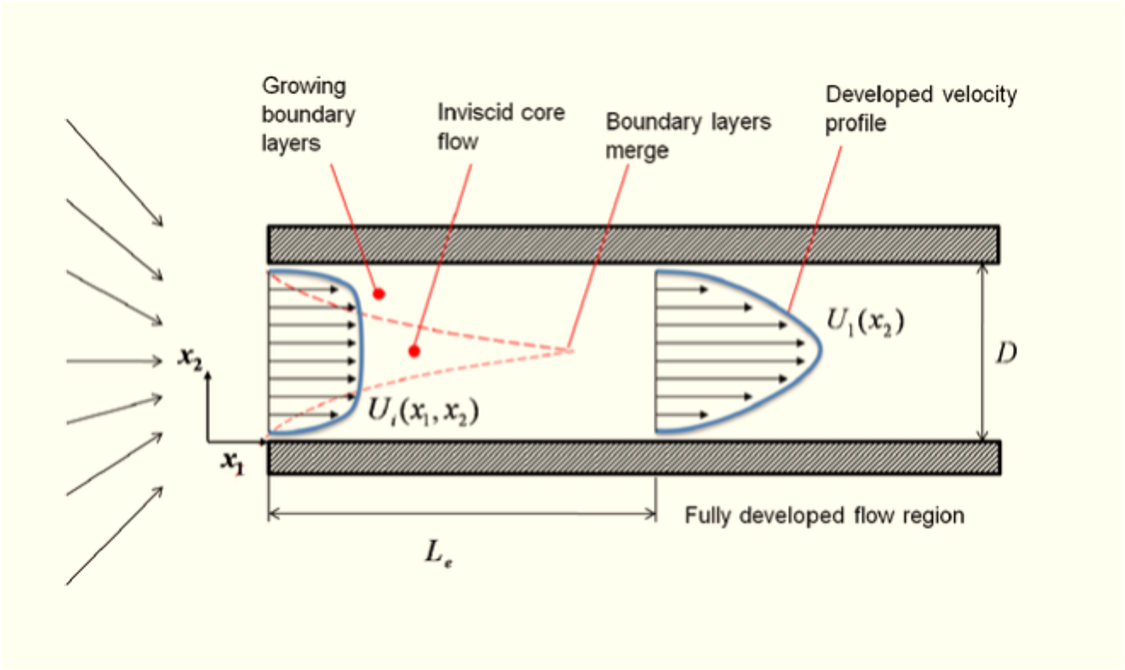 Growing
boundary
layers
Inviscid core
flow
Boundary layers
merge
Developed velocity
profile
U₁(x₂)
x₂
D
Uᵢ(x₁, x₂)
x₁
Fully developed flow region
Lₑ